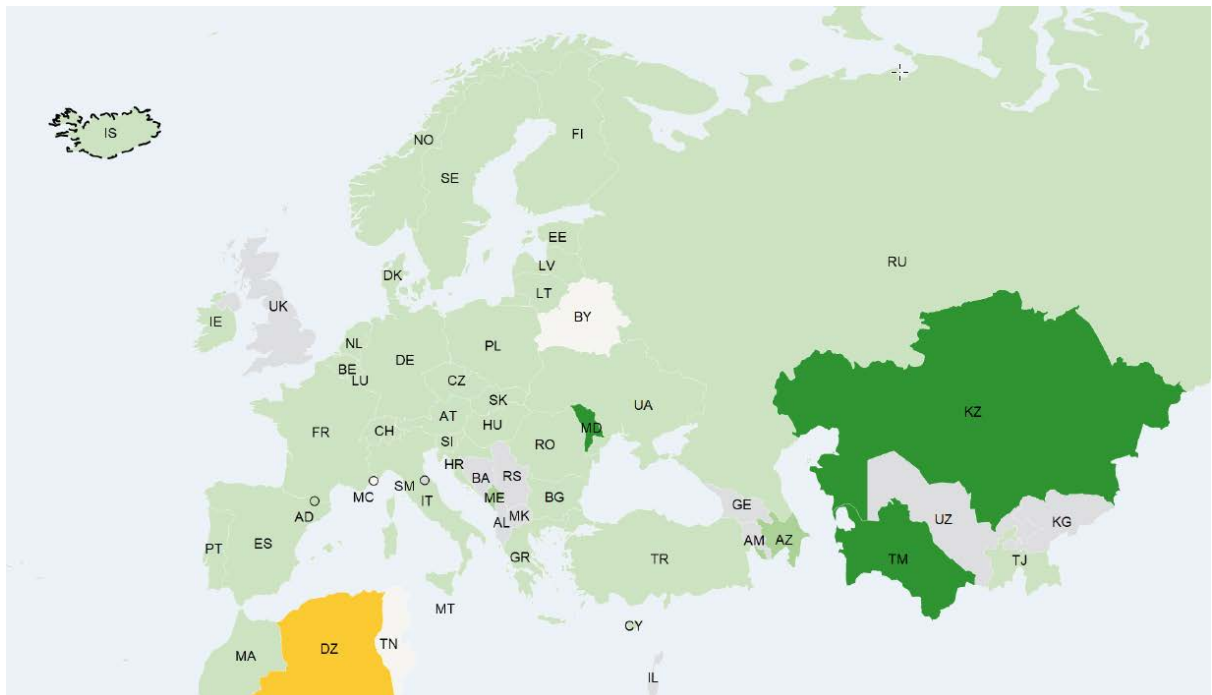 IS
NO
FI
SE
EE
RU
LV
DK
LT
UK
BY
IE
NL
PL
DE
BE
LU
CZ
SK
UA
KZ
AT
MD
HU
FR
CH
SI
RO
HR
BA
RS
SM
MC
IT
ME
BG
GE
MK
AD
UZ
KG
AL
PT
ES
AM
AZ
GR
TR
TM
TJ
MT
CY
TN
DZ
MA
IL